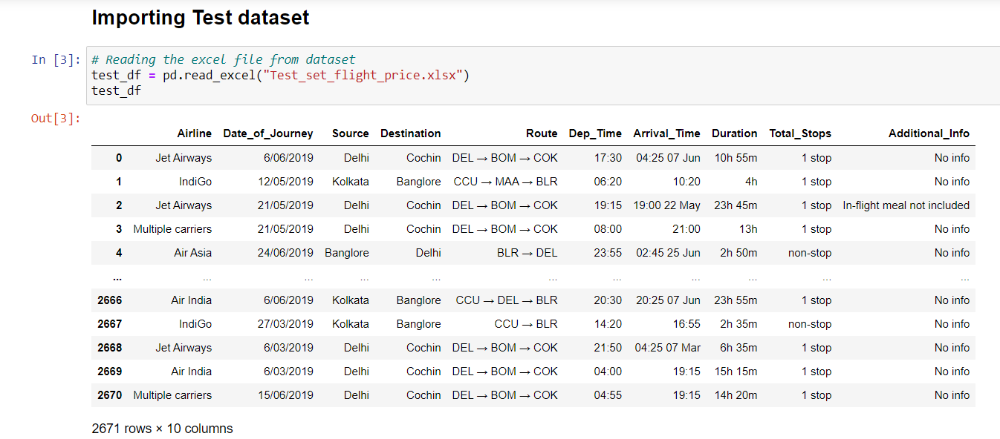 Importing Test dataset
In [3]: # Reading the excel file from dataset
test_df = pd.read_excel("Test_set_flight_price.xlsx")
test_df
Out[3]:
Airline Date_of_Journey Source Destination Route Dep_Time Arrival_Time Duration Total_Stops Additional_Info
0 Jet Airways 6/06/2019 Delhi Cochin DEL → BOM → COK 17:30 04:25 07 Jun 10h 55m 1 stop No info
1 IndiGo 12/05/2019 Kolkata Banglore CCU → MAA → BLR 06:20 10:20 4h 1 stop No info
2 Jet Airways 21/05/2019 Delhi Cochin DEL → BOM → COK 19:15 19:00 22 May 23h 45m 1 stop In-flight meal not included
3 Multiple carriers 21/05/2019 Delhi Cochin DEL → BOM → COK 08:00 21:00 13h 1 stop No info
4 Air Asia 24/06/2019 Banglore Delhi BLR → DEL 23:55 02:45 25 Jun 2h 50m non-stop No info
... ... ... ... ... ... ... ... ... ... ...
2666 Air India 6/06/2019 Kolkata Banglore CCU → DEL → BLR 20:30 20:25 07 Jun 23h 55m 1 stop No info
2667 IndiGo 27/03/2019 Kolkata Banglore CCU → BLR 14:20 16:55 2h 35m non-stop No info
2668 Jet Airways 6/03/2019 Delhi Cochin DEL → BOM → COK 21:50 04:25 07 Mar 6h 35m 1 stop No info
2669 Air India 6/03/2019 Delhi Cochin DEL → BOM → COK 04:00 19:15 15h 15m 1 stop No info
2670 Multiple carriers 15/06/2019 Delhi Cochin DEL → BOM → COK 04:55 19:15 14h 20m 1 stop No info
2671 rows × 10 columns